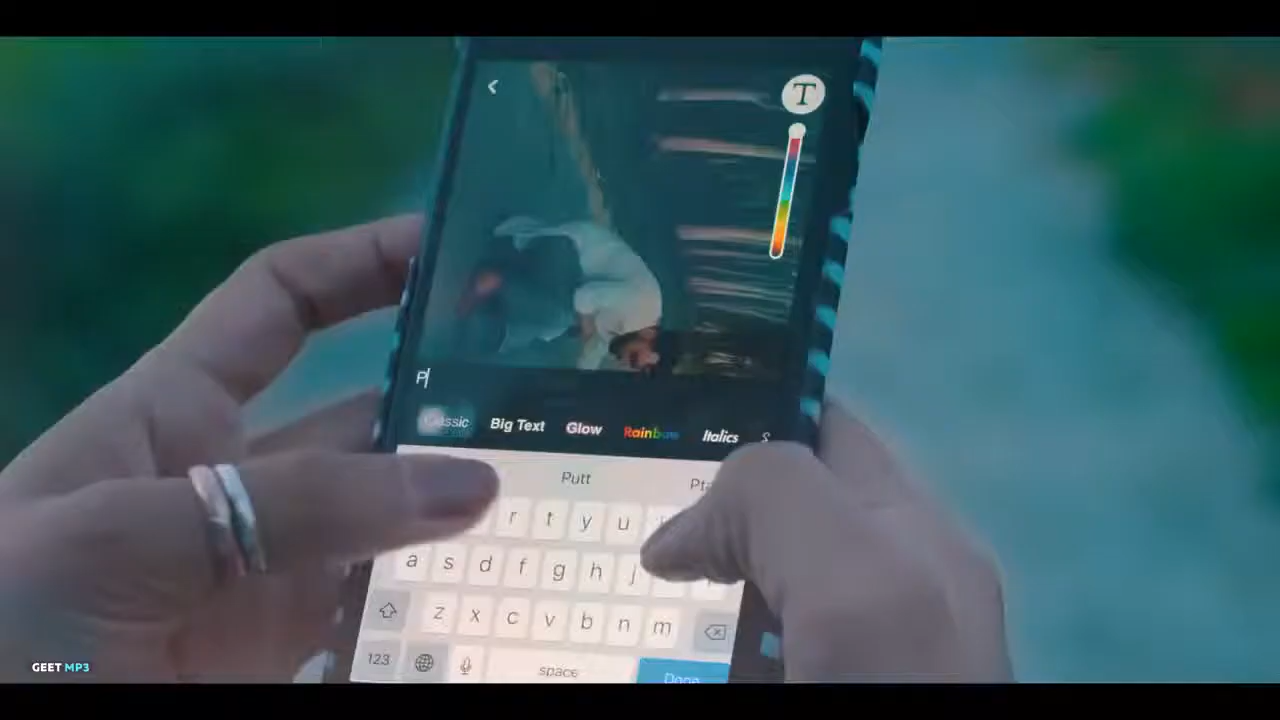 T
P
Classic Big Text Glow Rainbow Italics S
Putt
r t y u
a s d f g h j
z x c v b n m
123 space Done
GEET MP3